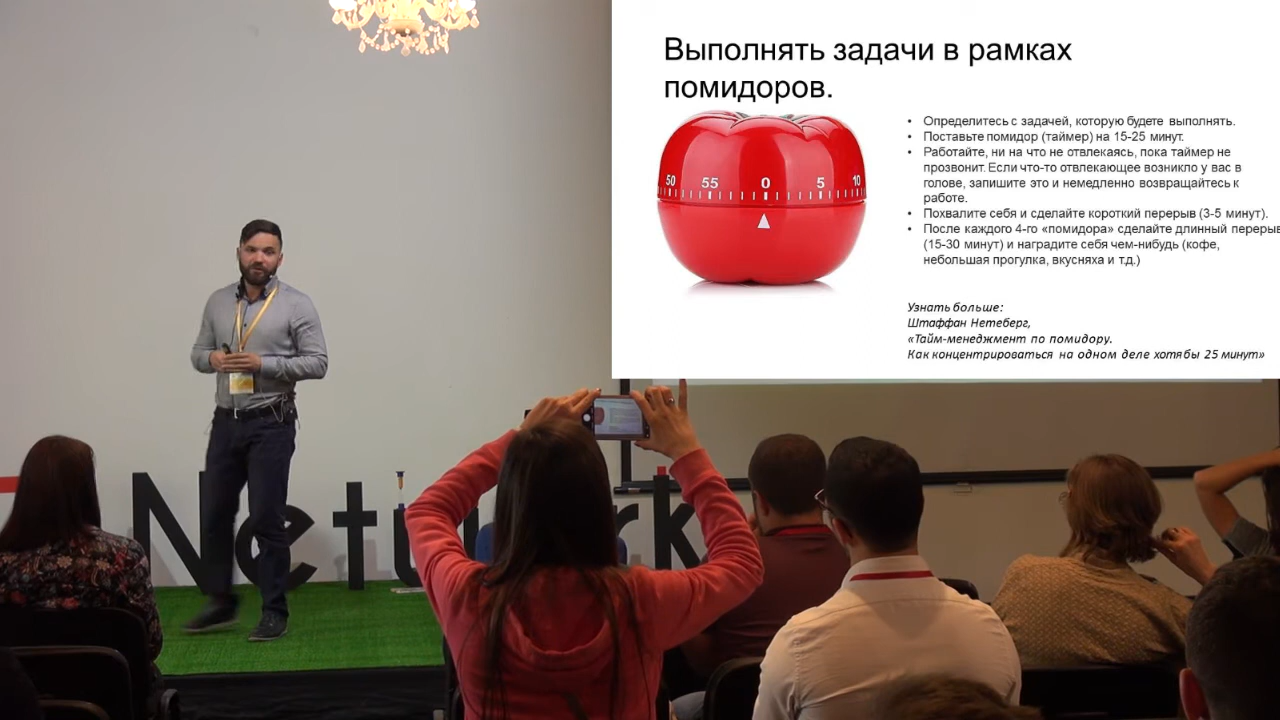 Выполнять задачи в рамках
помидоров.
50 55 0 5 10
• Определитесь с задачей, которую будете выполнять.
• Поставьте помидор (таймер) на 15-25 минут.
• Работайте, ни на что не отвлекаясь, пока таймер не
прозвонит. Если что-то отвлекающее возникло у вас в
голове, запишите это и немедленно возвращайтесь к
работе.
• Похвалите себя и сделайте короткий перерыв (3-5 минут).
• После каждого 4-го «помидора» сделайте длинный перерыв
(15-30 минут) и наградите себя чем-нибудь (кофе,
небольшая прогулка, вкусняха и т.д.)
Узнать больше:
Штаффан Нетеберг,
«Тайм-менеджмент по помидору.
Как концентрироваться на одном деле хотябы 25 минут»
Network